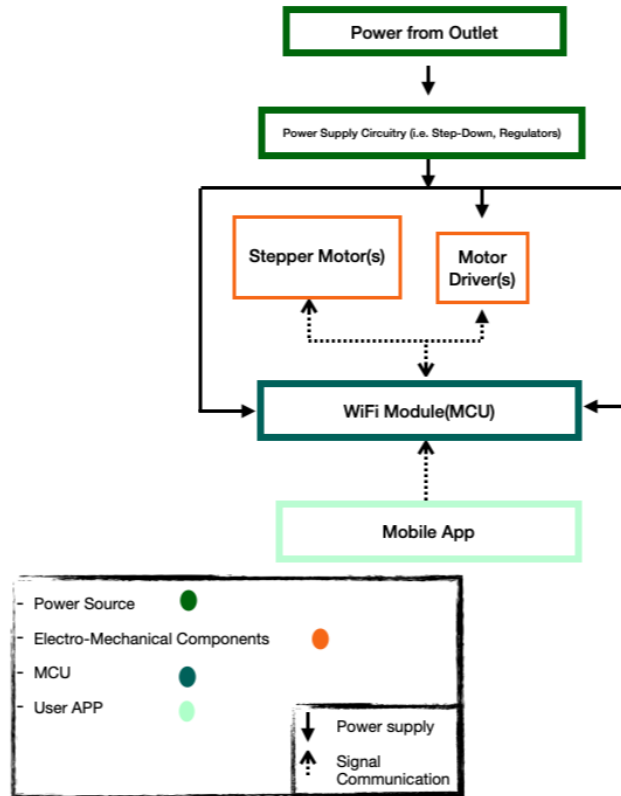 Power from Outlet
Power Supply Circuitry (i.e. Step-Down, Regulators)
Stepper Motor(s)
Motor
Driver(s)
WiFi Module(MCU)
Mobile App
- Power Source
- Electro-Mechanical Components
- MCU
- User APP
Power supply
Signal
Communication